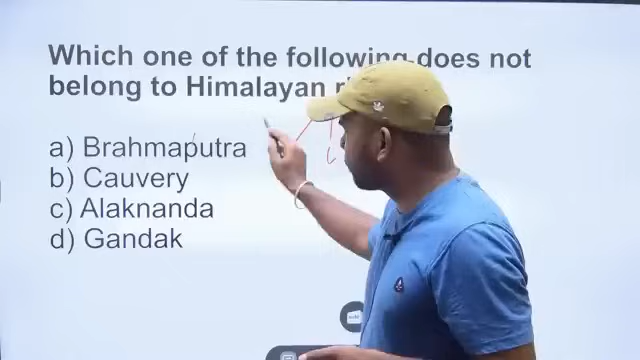 Which one of the following does not
belong to Himalayan
a) Brahmaputra
b) Cauvery
c) Alaknanda
d) Gandak